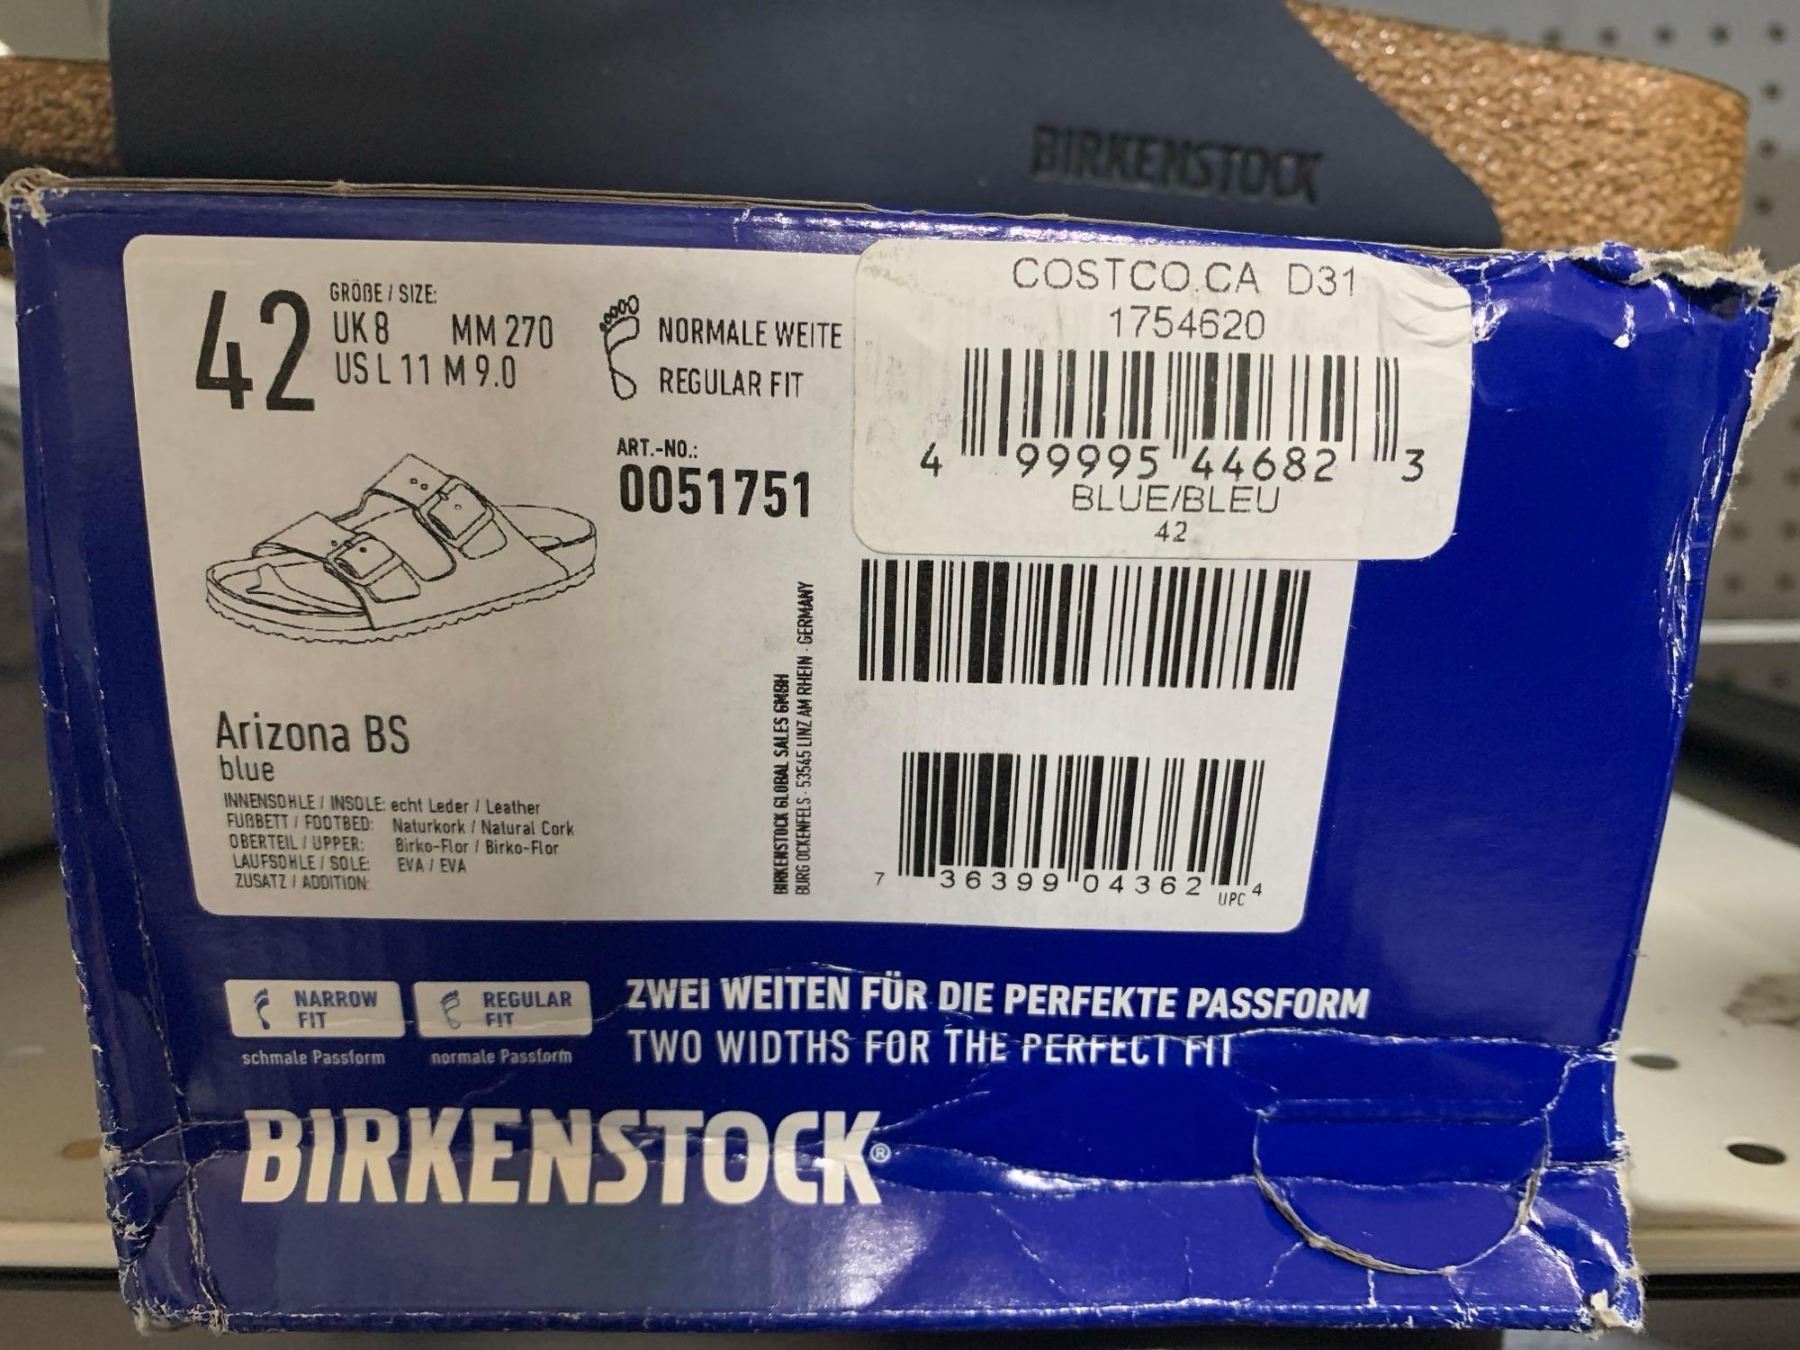 BIRKENSTOCK
42
GRÖßE / SIZE:
UK 8 MM 270
US L 11 M 9.0
NORMALE WEITE
REGULAR FIT
ART.-NO.:
0051751
COSTCO.CA D31
1754620
4 99995 44682 3
BLUE/BLEU
42
Arizona BS
blue
INNENSOHLE / INSOLE: echt Leder / Leather
FUßBETT / FOOTBED: Naturkork / Natural Cork
OBERTEIL / UPPER: Birko-Flor / Birko-Flor
LAUFSOHLE / SOLE: EVA / EVA
ZUSATZ / ADDITION:
BIRKENSTOCK GLOBAL SALES GMBH
BURG OCKENFELS · 53545 LINZ AM RHEIN · GERMANY
7 36399 04362 4
UPC
NARROW FIT
schmale Passform
REGULAR FIT
normale Passform
ZWEI WEITEN FÜR DIE PERFEKTE PASSFORM
TWO WIDTHS FOR THE PERFECT FIT
BIRKENSTOCK®